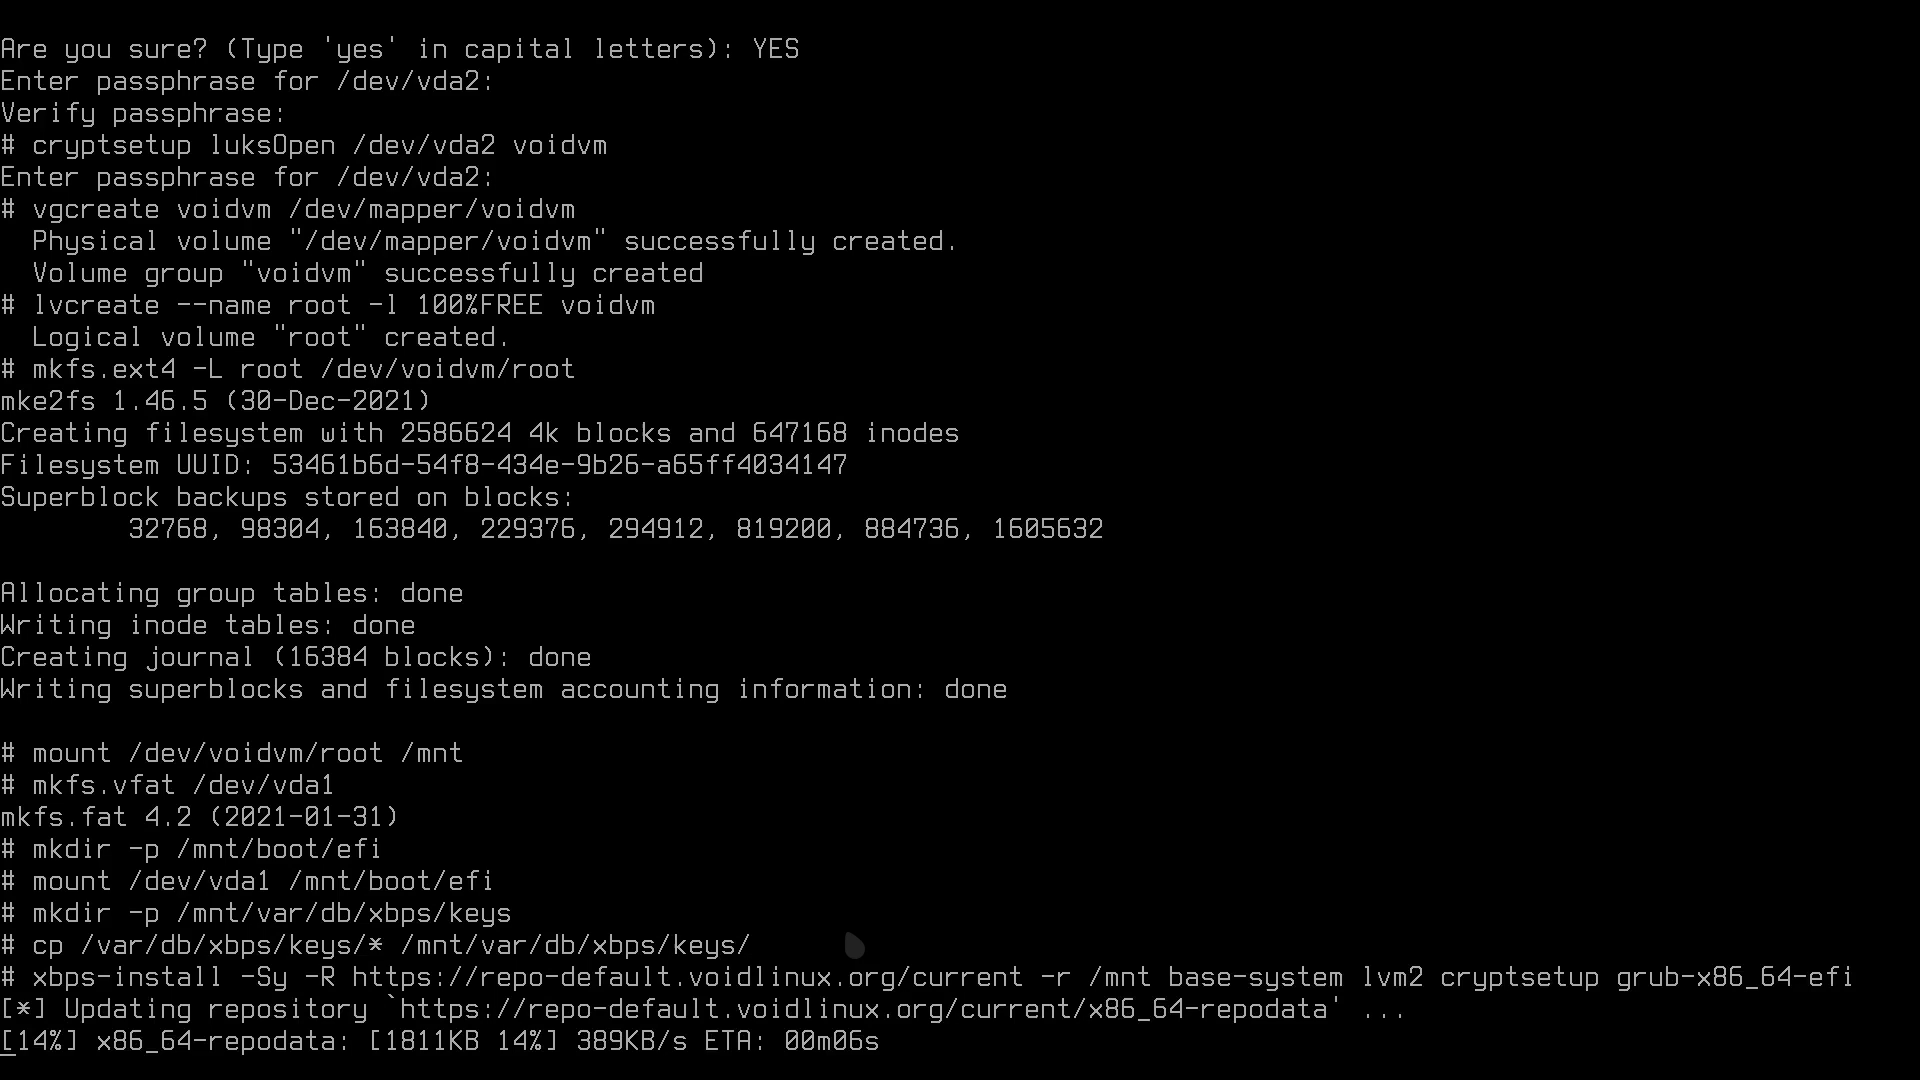 Are you sure? (Type 'yes' in capital letters): YES
Enter passphrase for /dev/vda2:
Verify passphrase:
# cryptsetup luksOpen /dev/vda2 voidvm
Enter passphrase for /dev/vda2:
# vgcreate voidvm /dev/mapper/voidvm
  Physical volume "/dev/mapper/voidvm" successfully created.
  Volume group "voidvm" successfully created
# lvcreate --name root -l 100%FREE voidvm
  Logical volume "root" created.
# mkfs.ext4 -L root /dev/voidvm/root
mke2fs 1.46.5 (30-Dec-2021)
Creating filesystem with 2586624 4k blocks and 647168 inodes
Filesystem UUID: 53461b6d-54f8-434e-9b26-a65ff4034147
Superblock backups stored on blocks:
        32768, 98304, 163840, 229376, 294912, 819200, 884736, 1605632

Allocating group tables: done
Writing inode tables: done
Creating journal (16384 blocks): done
Writing superblocks and filesystem accounting information: done

# mount /dev/voidvm/root /mnt
# mkfs.vfat /dev/vda1
mkfs.fat 4.2 (2021-01-31)
# mkdir -p /mnt/boot/efi
# mount /dev/vda1 /mnt/boot/efi
# mkdir -p /mnt/var/db/xbps/keys
# cp /var/db/xbps/keys/* /mnt/var/db/xbps/keys/
# xbps-install -Sy -R https://repo-default.voidlinux.org/current -r /mnt base-system lvm2 cryptsetup grub-x86_64-efi
[*] Updating repository `https://repo-default.voidlinux.org/current/x86_64-repodata' ...
[14%] x86_64-repodata: [1811KB 14%] 389KB/s ETA: 00m06s